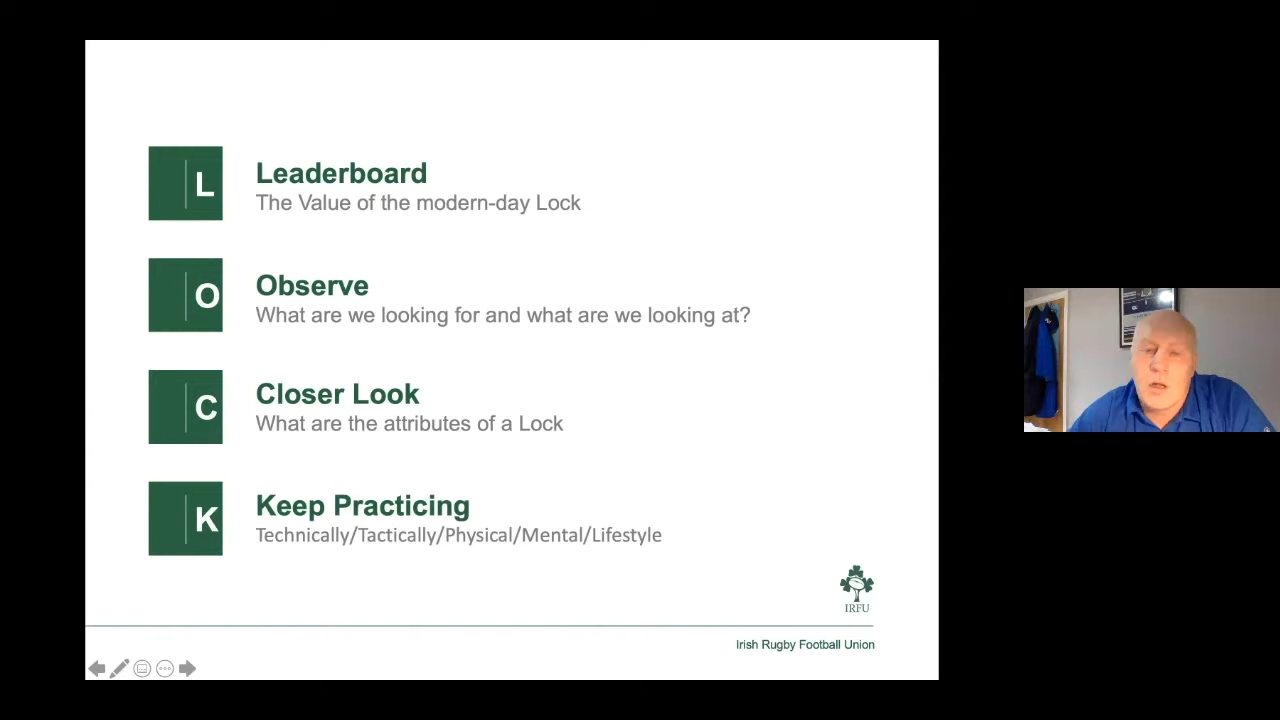 L
Leaderboard
The Value of the modern-day Lock
O
Observe
What are we looking for and what are we looking at?
C
Closer Look
What are the attributes of a Lock
K
Keep Practicing
Technically/Tactically/Physical/Mental/Lifestyle
IRFU
Irish Rugby Football Union